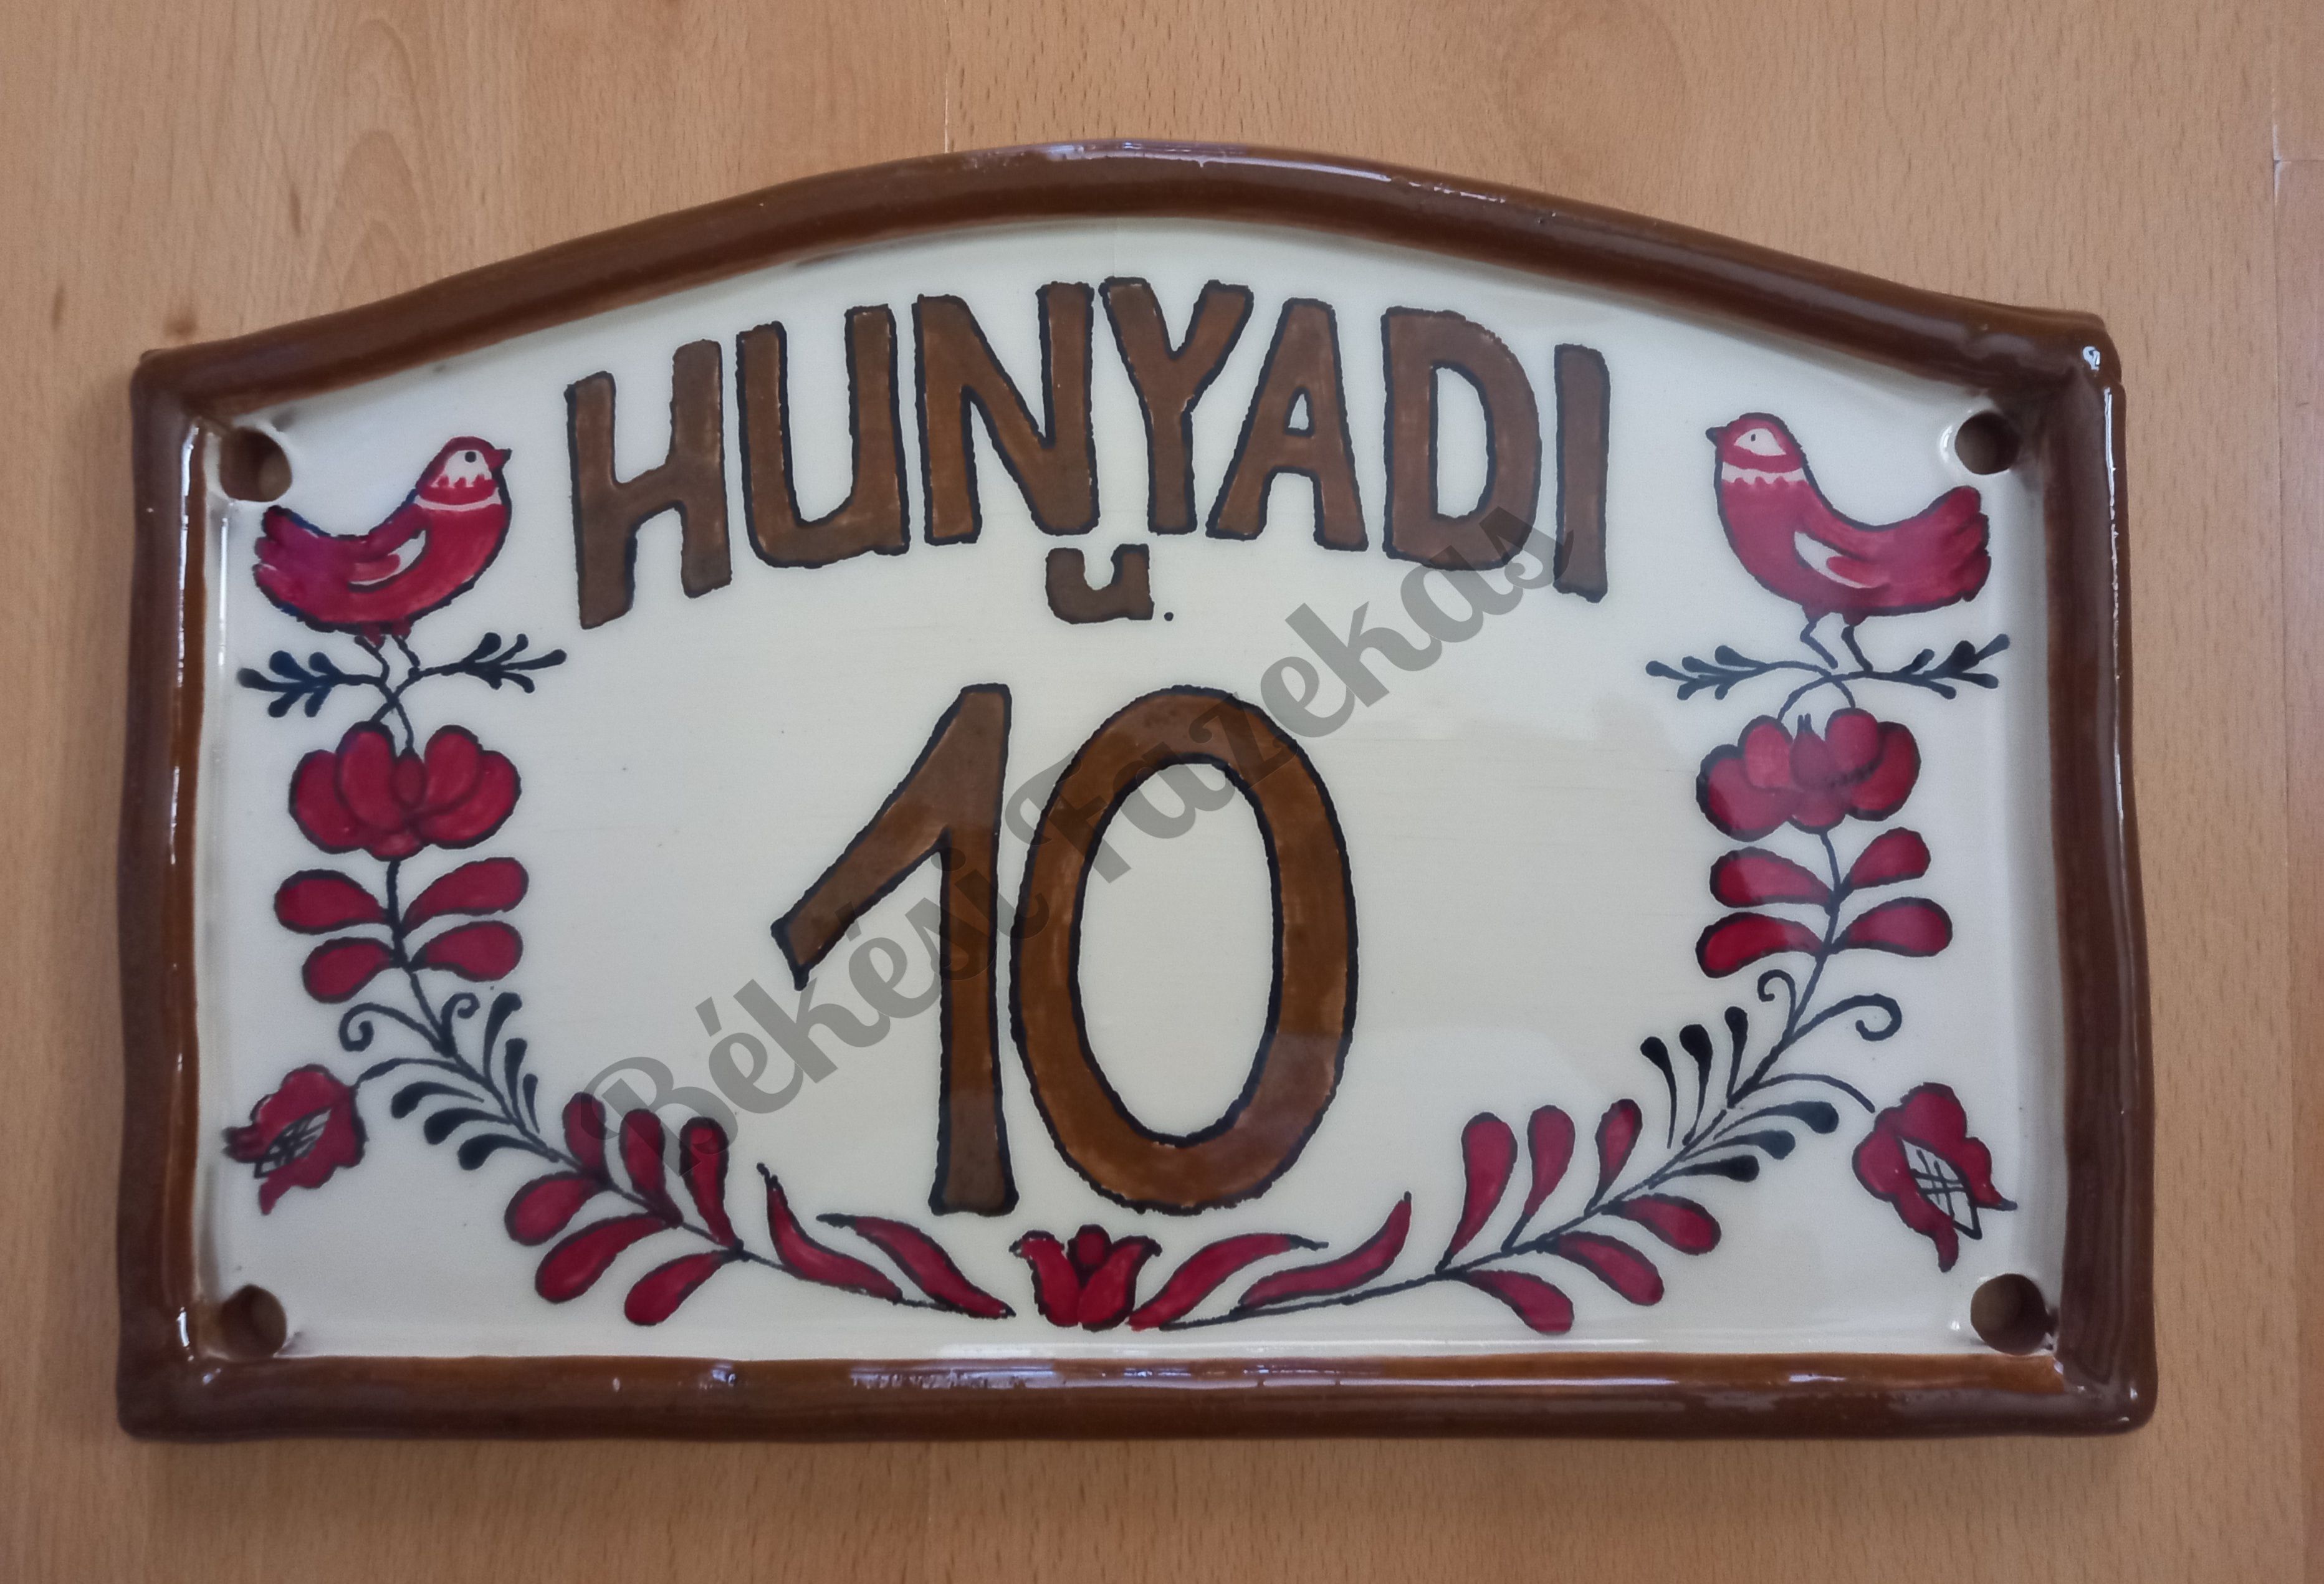 HUNYADI
u.
10
Békési Fazekas